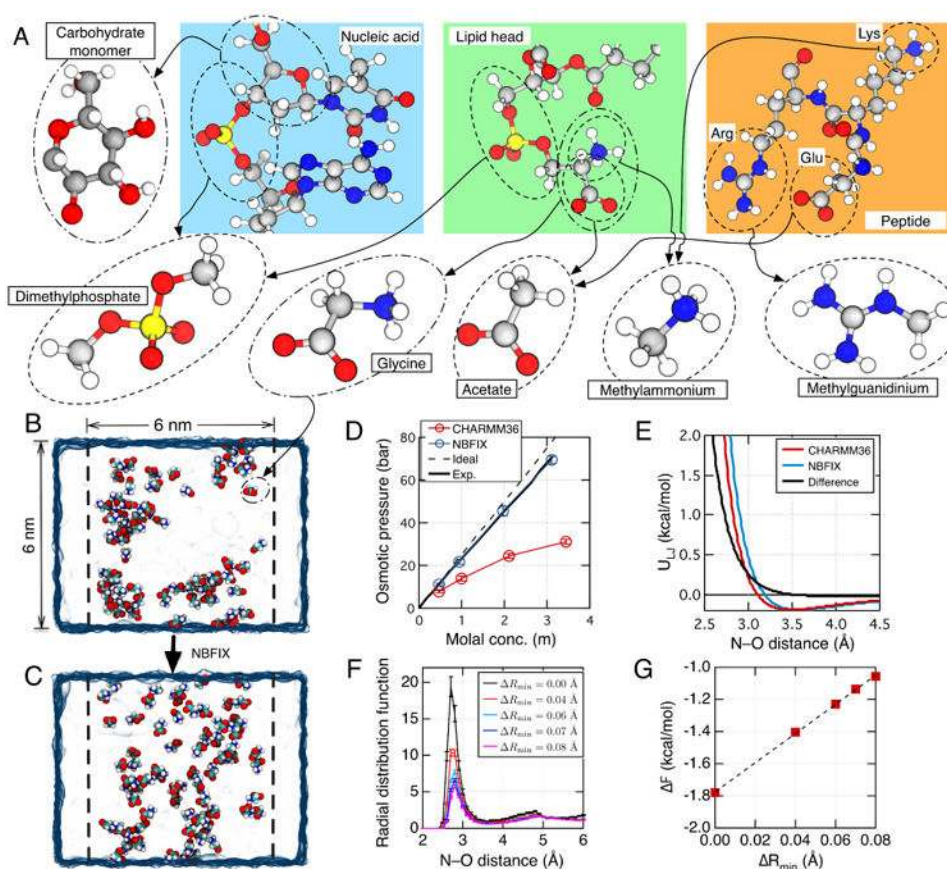 A
Carbohydrate
monomer
Nucleic acid
Lipid head
Lys
Arg
Glu
Peptide
Dimethylphosphate
Glycine
Acetate
Methylammonium
Methylguanidinium
B
6 nm
6 nm
NBFIX
C
D
CHARMM36
NBFIX
Ideal
Exp.
Osmotic pressure (bar)
80
60
40
20
0
0 1 2 3 4
Molal conc. (m)
E
CHARMM36
NBFIX
Difference
U_LJ (kcal/mol)
2.0
1.5
1.0
0.5
0.0
2.5 3.0 3.5 4.0 4.5
N–O distance (Å)
F
ΔR_min = 0.00 Å
ΔR_min = 0.04 Å
ΔR_min = 0.06 Å
ΔR_min = 0.07 Å
ΔR_min = 0.08 Å
Radial distribution function
20
15
10
5
0
2 3 4 5 6
N–O distance (Å)
G
ΔF (kcal/mol)
-1.0
-1.2
-1.4
-1.6
-1.8
-2.0
0.00 0.02 0.04 0.06 0.08
ΔR_min (Å)